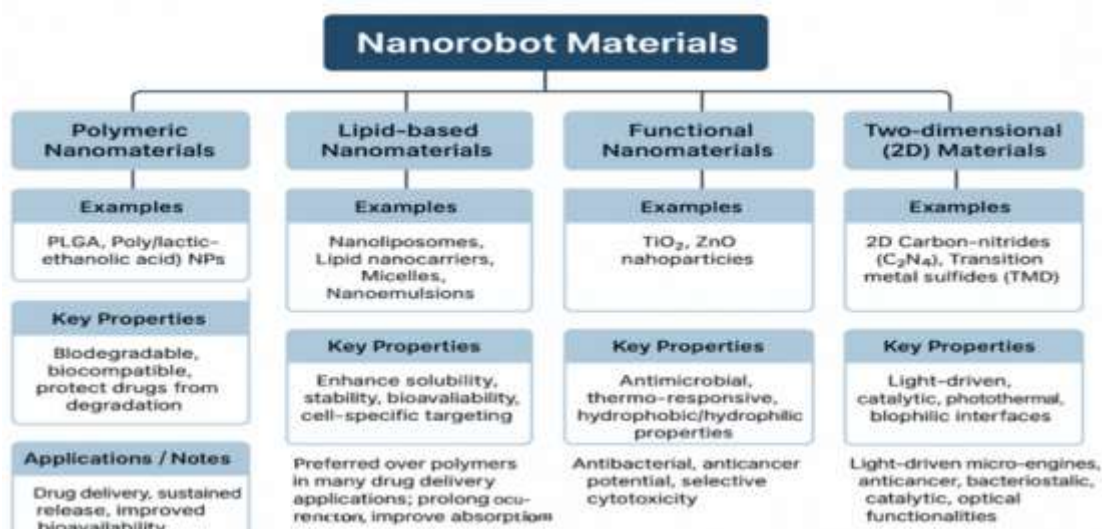 Nanorobot Materials
Polymeric
Nanomaterials
Examples
PLGA, Poly/lactic-
ethanolic acid) NPs
Key Properties
Biodegradable,
biocompatible,
protect drugs from
degradation
Applications / Notes
Drug delivery, sustained
release, improved
bioavailability
Lipid-based
Nanomaterials
Examples
Nanoliposomes,
Lipid nanocarriers,
Micelles,
Nanoemulsions
Key Properties
Enhance solubility,
stability, bioavaliability,
cell-specific targeting
Preferred over polymers
in many drug delivery
applications; prolong ocu-
rencton, improve absorption
Functional
Nanomaterials
Examples
TiO₂, ZnO
nahoparticies
Key Properties
Antimicrobial,
thermo-responsive,
hydrophobic/hydrophilic
properties
Antibacterial, anticancer
potential, selective
cytotoxicity
Two-dimensional
(2D) Materials
Examples
2D Carbon-nitrides
(C₂N₄), Transition
metal sulfides (TMD)
Key Properties
Light-driven,
catalytic, photothermal,
blophilic interfaces
Light-driven micro-engines,
anticancer, bacteriostalic,
catalytic, optical
functionalities